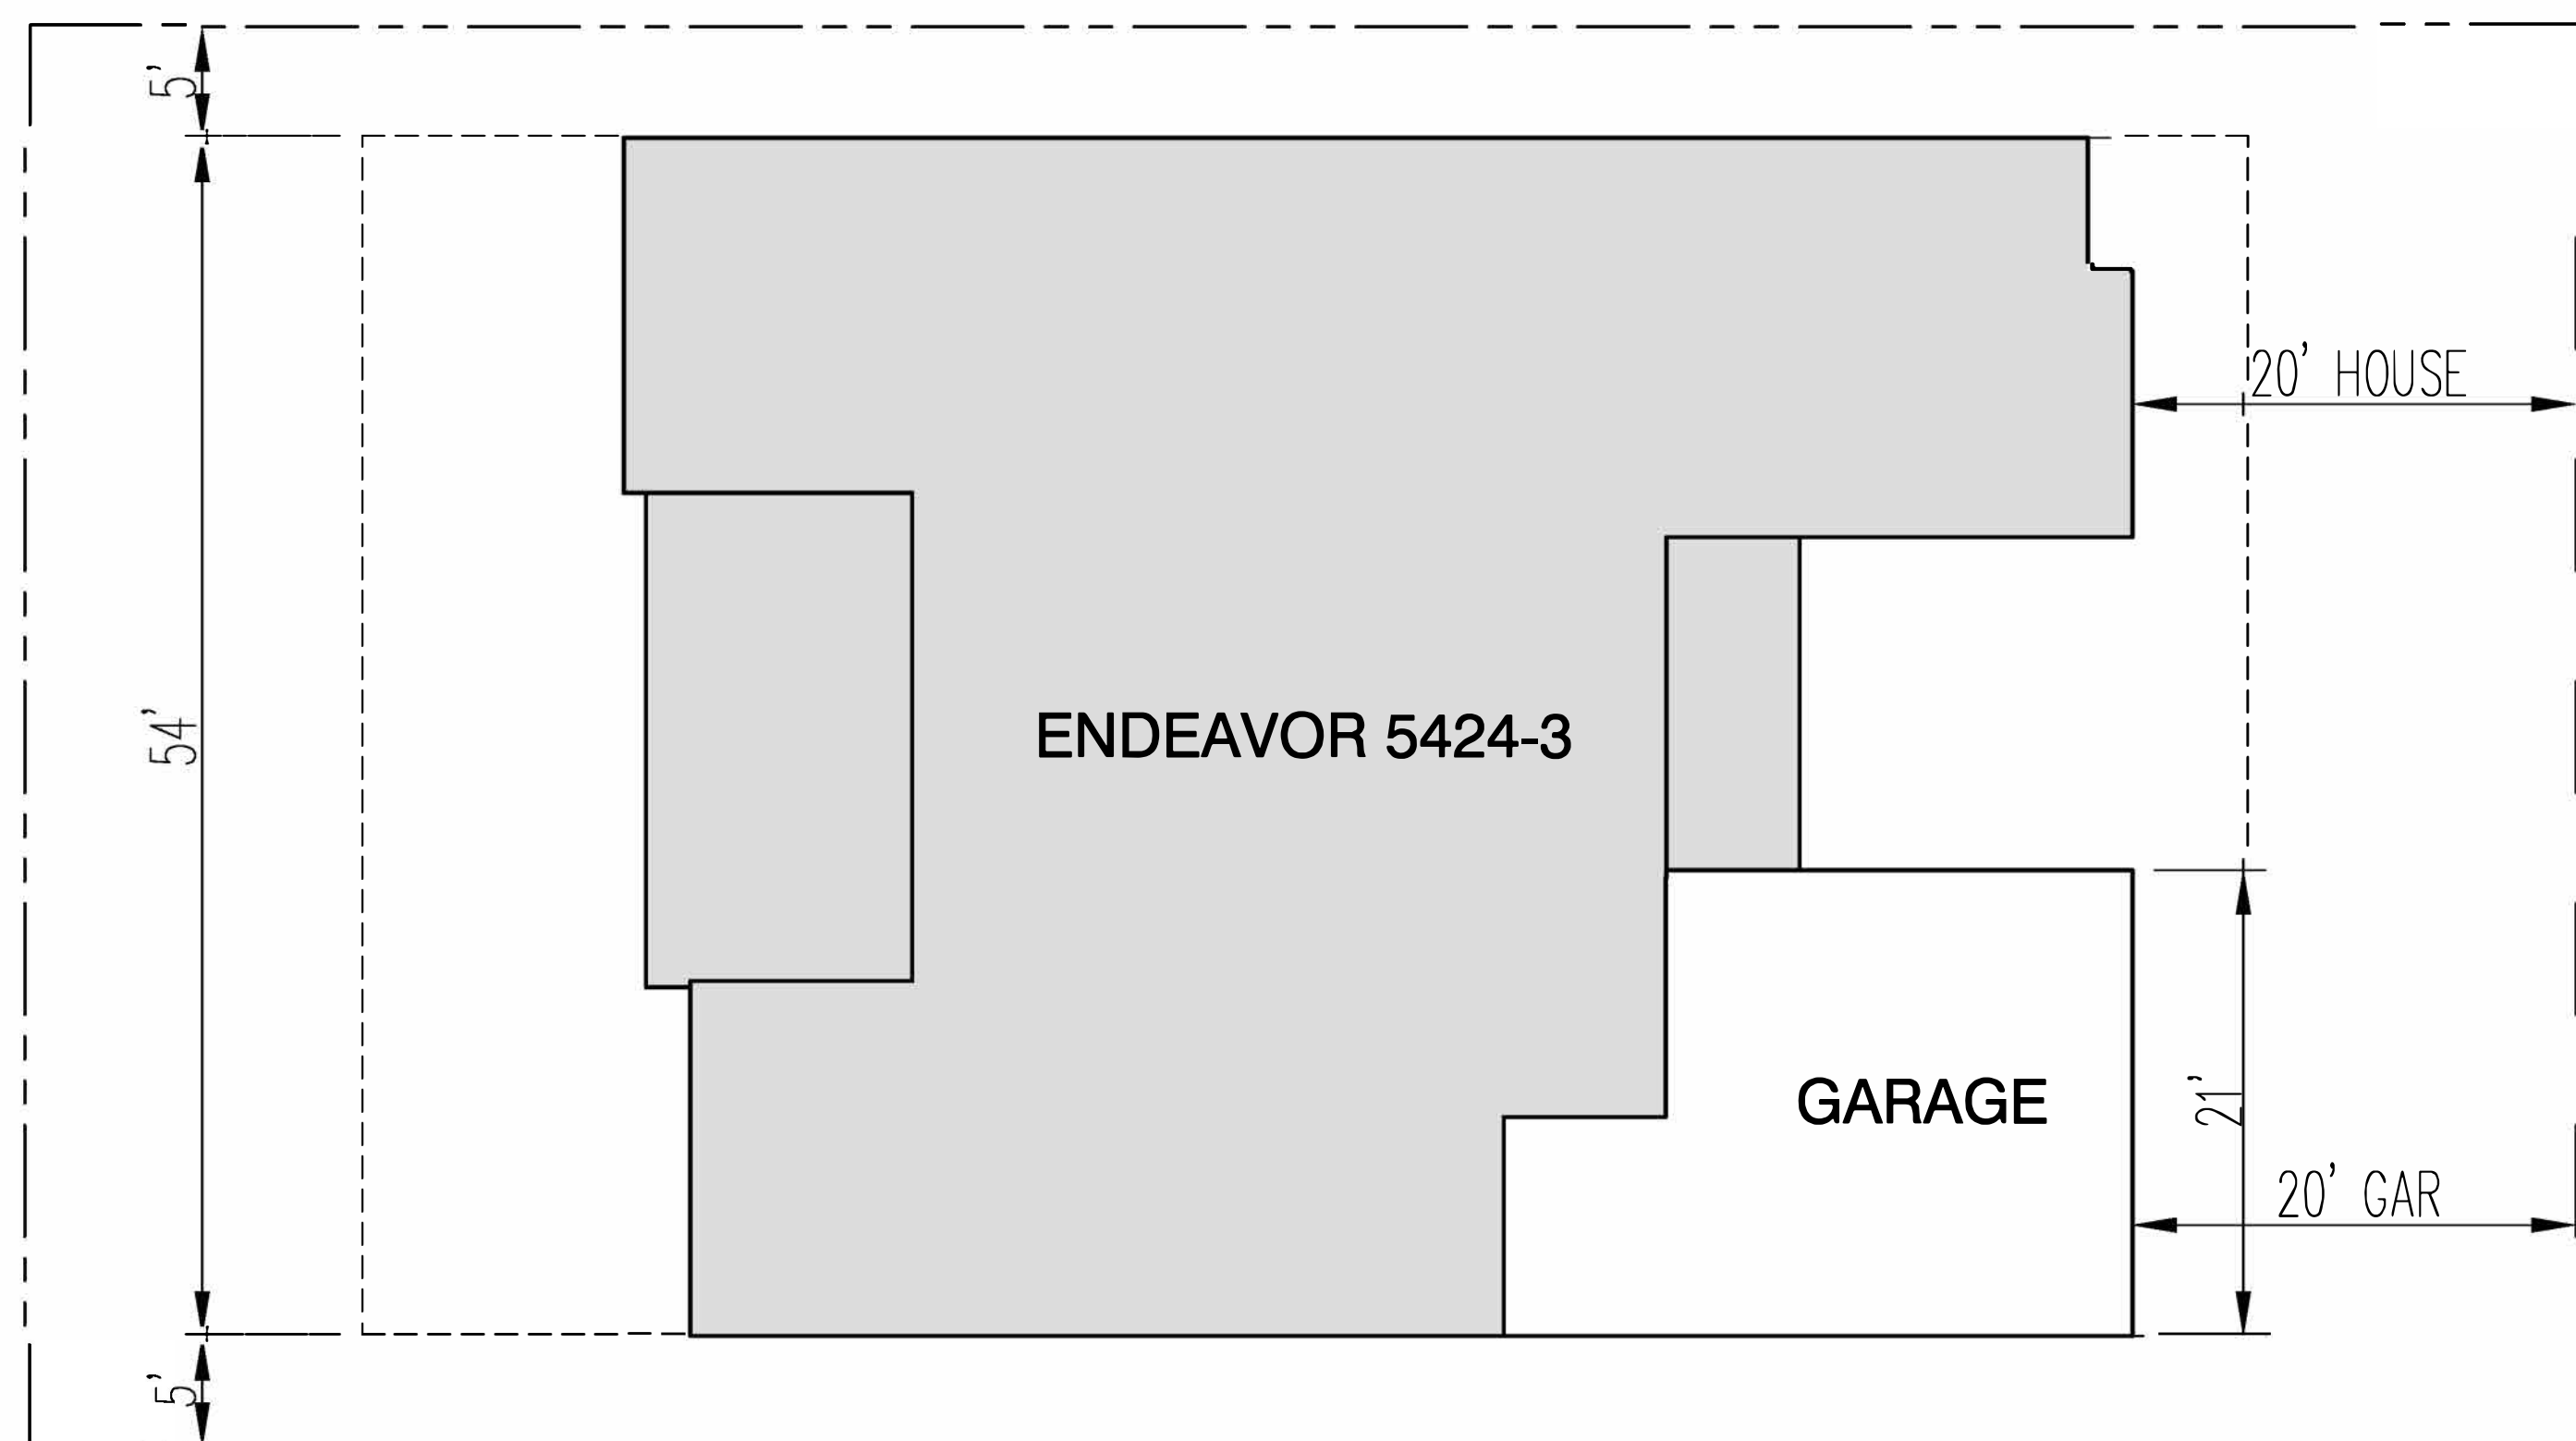 5'
20' HOUSE
54'
ENDEAVOR 5424-3
GARAGE
21'
20' GAR
5'